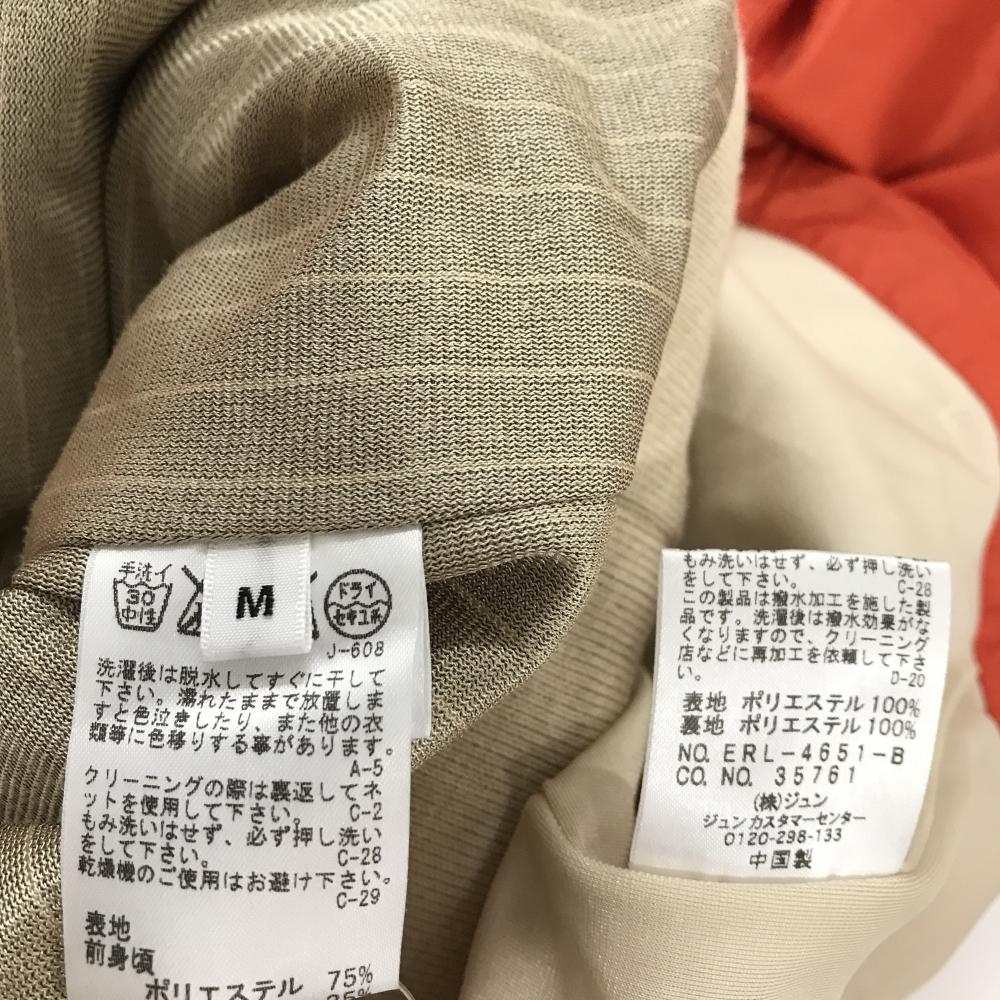 手洗イ
30
中性
M
ドライ
セキユ系
J-608
洗濯後は脱水してすぐに干して
下さい。濡れたままで放置しま
すと色泣きしたり、また他の衣
類等に色移りする事があります。
A-5
クリーニングの際は裏返してネ
ットを使用して下さい。
C-2
もみ洗いはせず、必ず押し洗い
をして下さい。
C-28
乾燥機のご使用はお避け下さい。
C-29
表地
前身頃
ポリエステル 75%
もみ洗いはせず、必ず押し洗い
をして下さい。
C-28
この製品は撥水加工を施した製
品です。洗濯後は撥水効果がな
くなりますので、クリーニング
店などに再加工を依頼して下さ
い。
D-20
表地 ポリエステル 100%
裏地 ポリエステル 100%
NO. ERL-4651-B
CO. NO. 35761
(株)ジュン
ジュン カスタマーセンター
0120-298-133
中国製